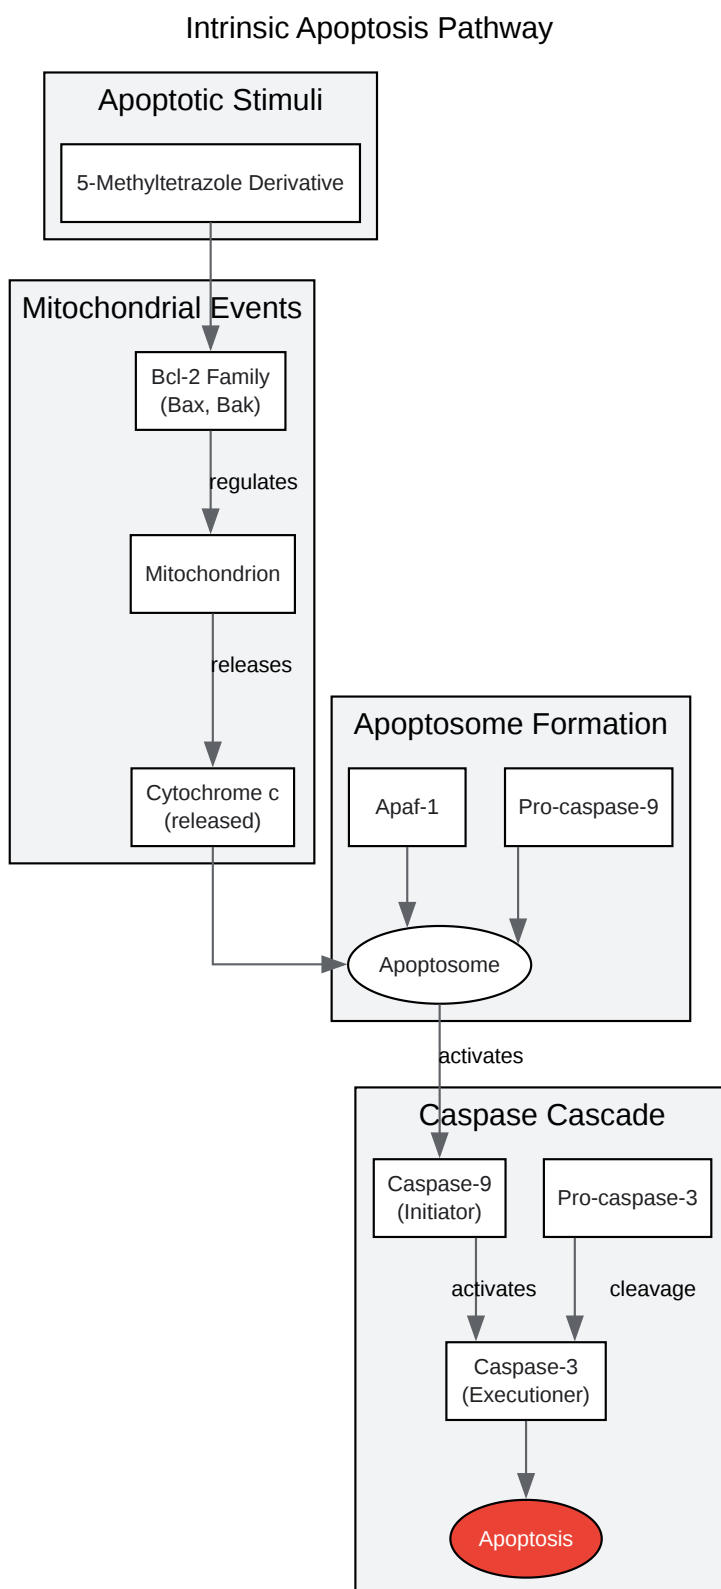 Intrinsic Apoptosis Pathway
Apoptotic Stimuli
5-Methyltetrazole Derivative
Mitochondrial Events
Bcl-2 Family
(Bax, Bak)
regulates
Mitochondrion
releases
Cytochrome c
(released)
Apoptosome Formation
Apaf-1
Pro-caspase-9
Apoptosome
activates
Caspase Cascade
Caspase-9
(Initiator)
Pro-caspase-3
activates
cleavage
Caspase-3
(Executioner)
Apoptosis